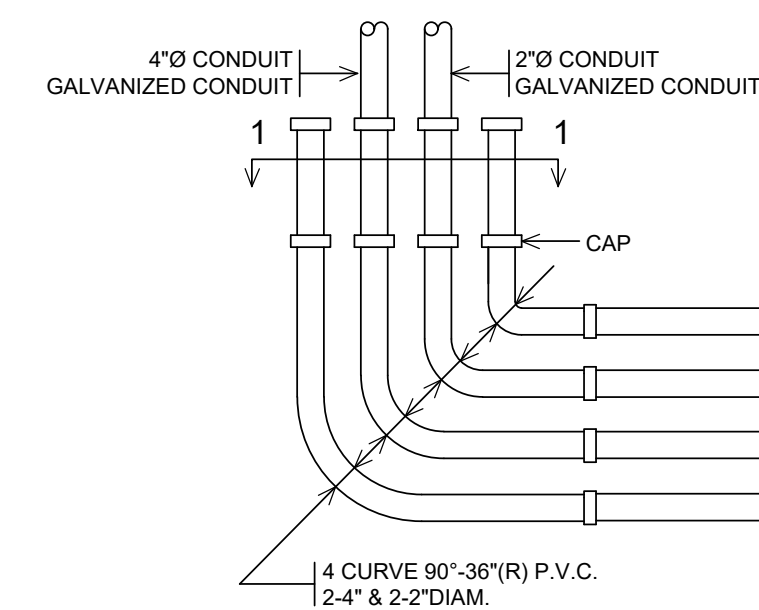 4"Ø CONDUIT
GALVANIZED CONDUIT
2"Ø CONDUIT
GALVANIZED CONDUIT
1
1
CAP
4 CURVE 90°-36"(R) P.V.C.
2-4" & 2-2"DIAM.